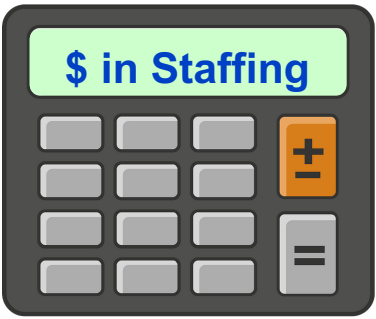 $ in Staffing
±
=